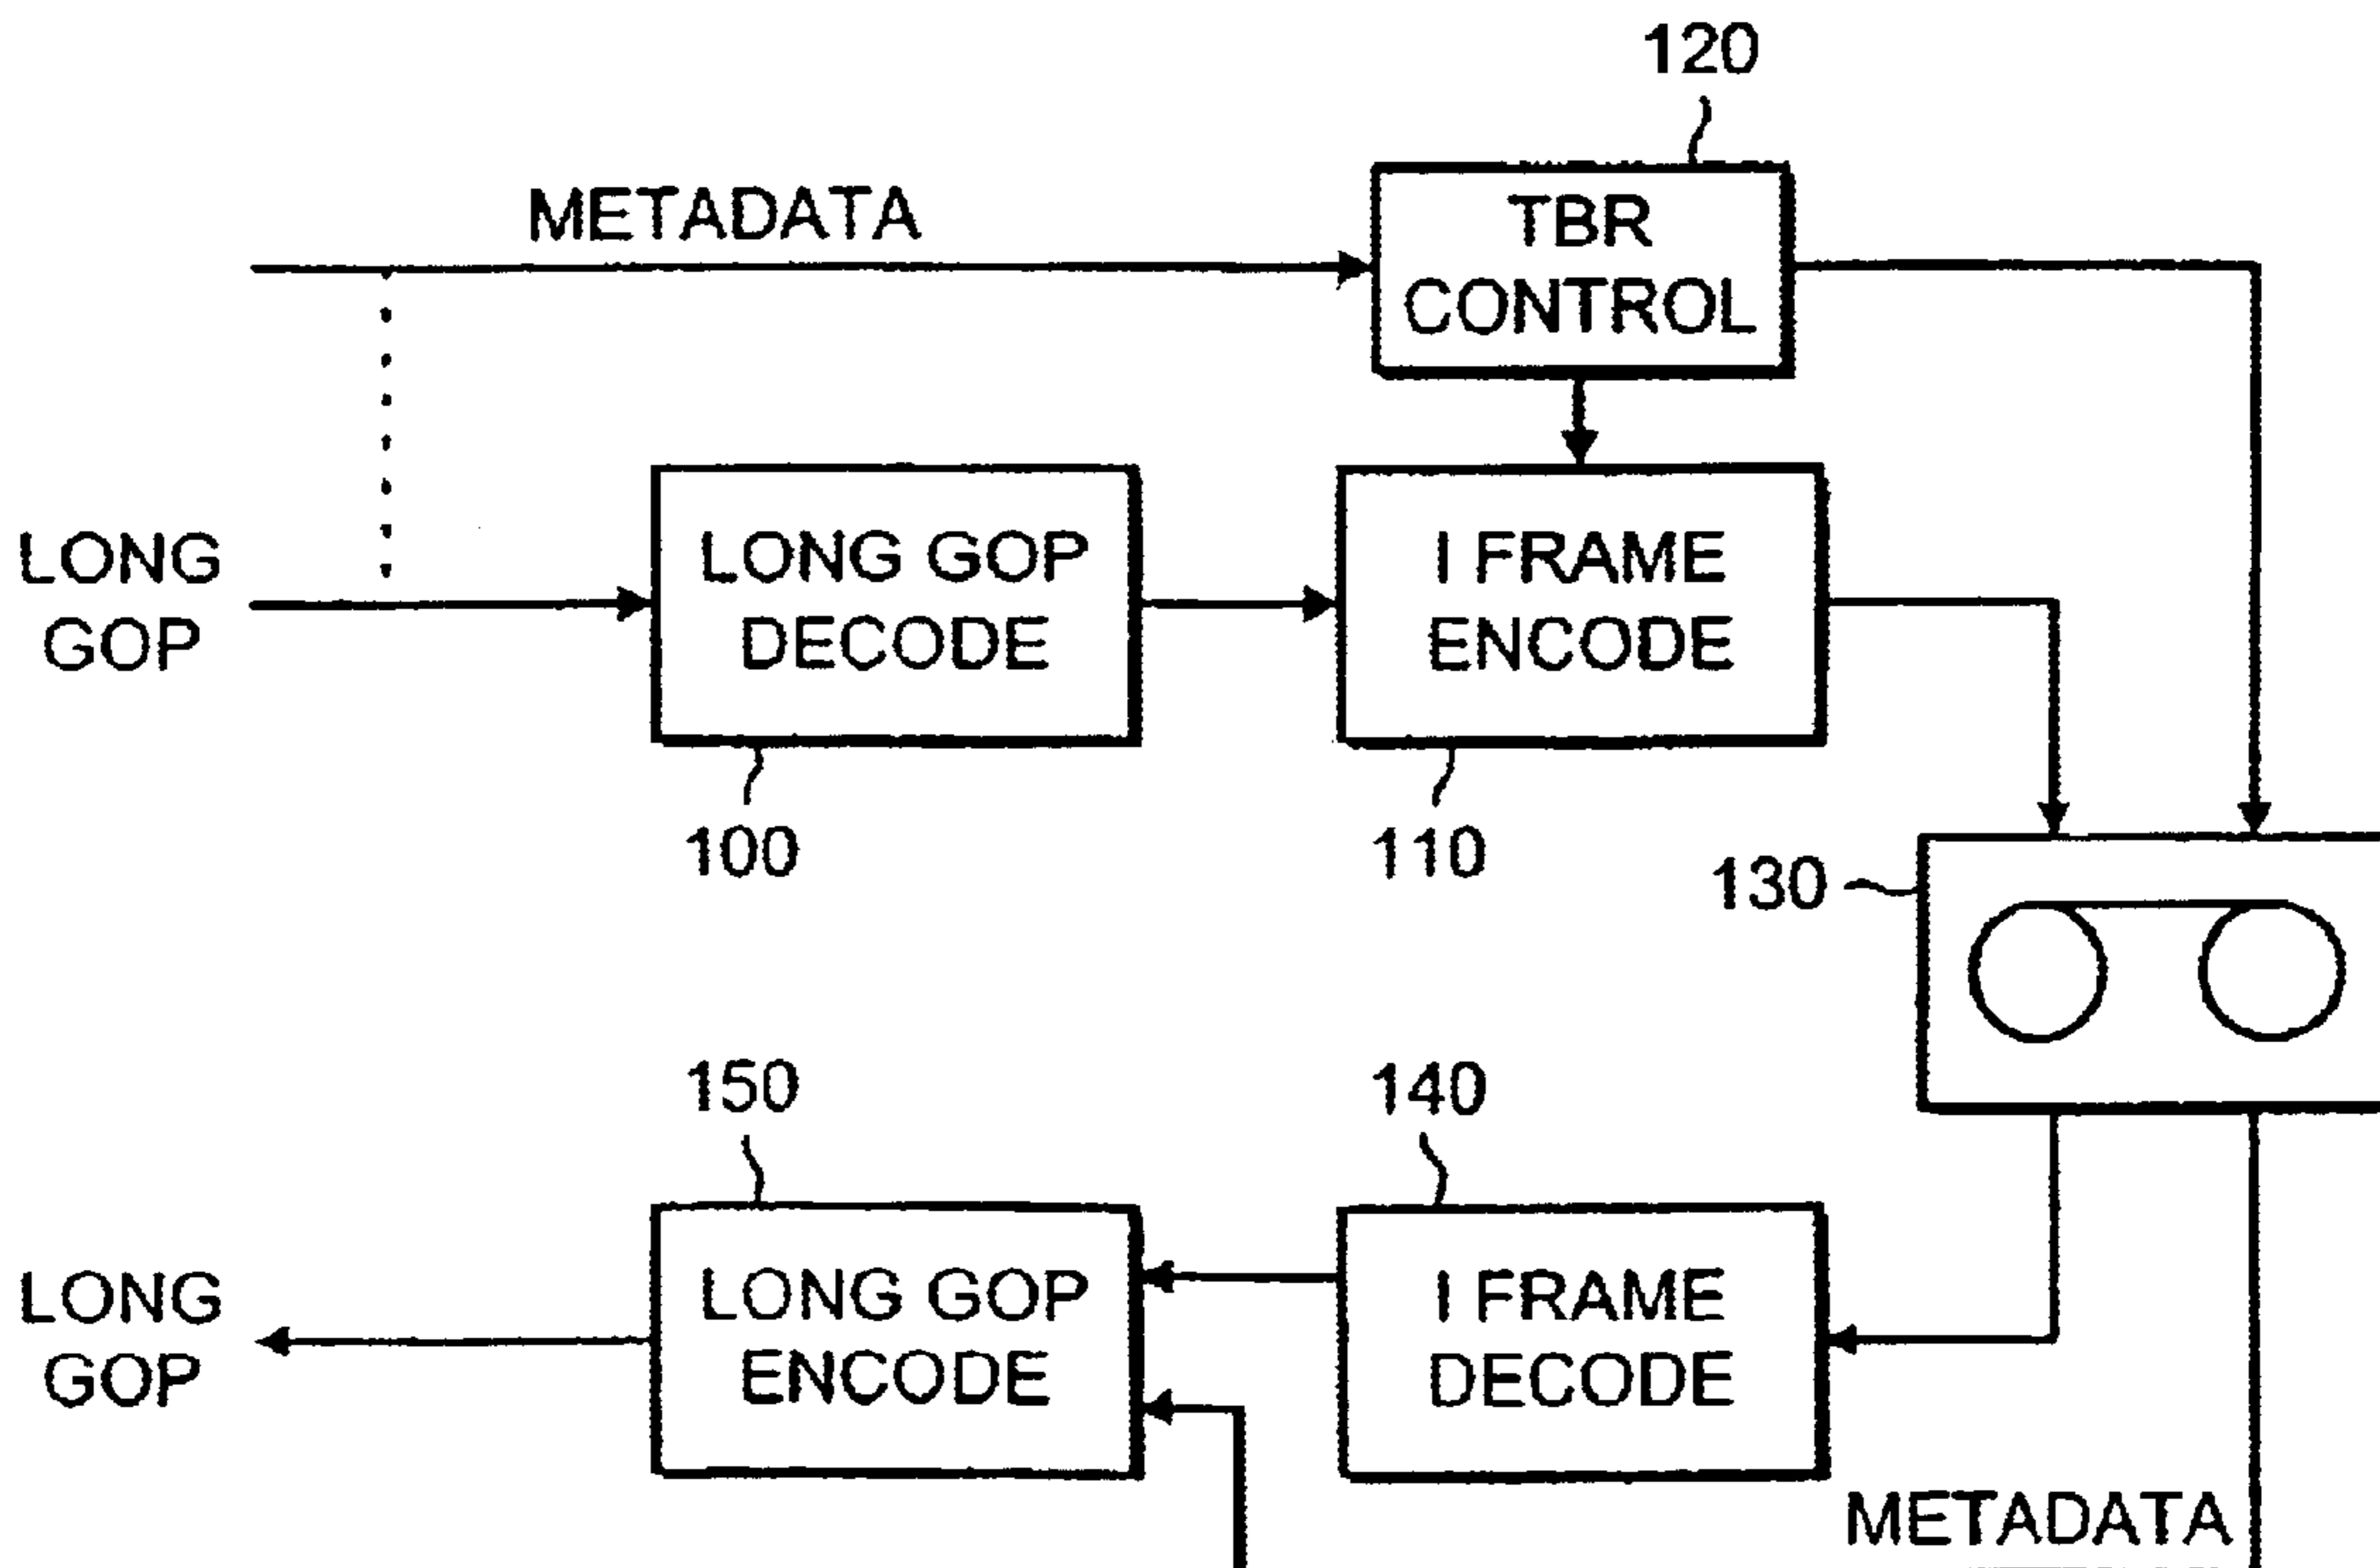 120
METADATA
TBR
CONTROL
LONG
GOP
LONG GOP
DECODE
I FRAME
ENCODE
100
110
130
150
140
LONG
GOP
LONG GOP
ENCODE
I FRAME
DECODE
METADATA